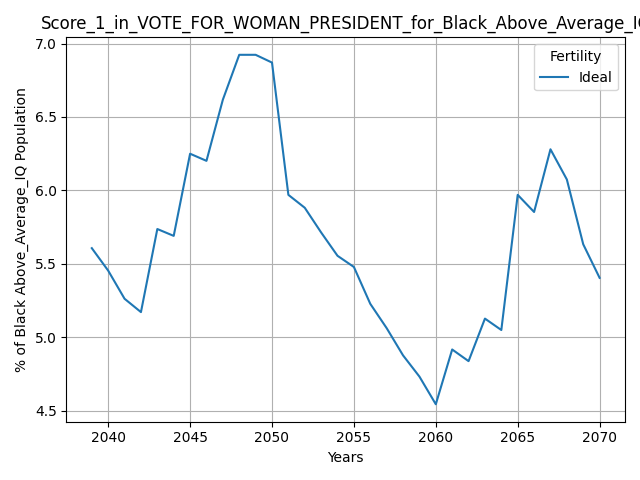 Score_1_in_VOTE_FOR_WOMAN_PRESIDENT_for_Black_Above_Average_IQ
7.0
6.5
6.0
5.5
5.0
4.5
% of Black Above_Average_IQ Population
Fertility
Ideal
2040 2045 2050 2055 2060 2065 2070
Years